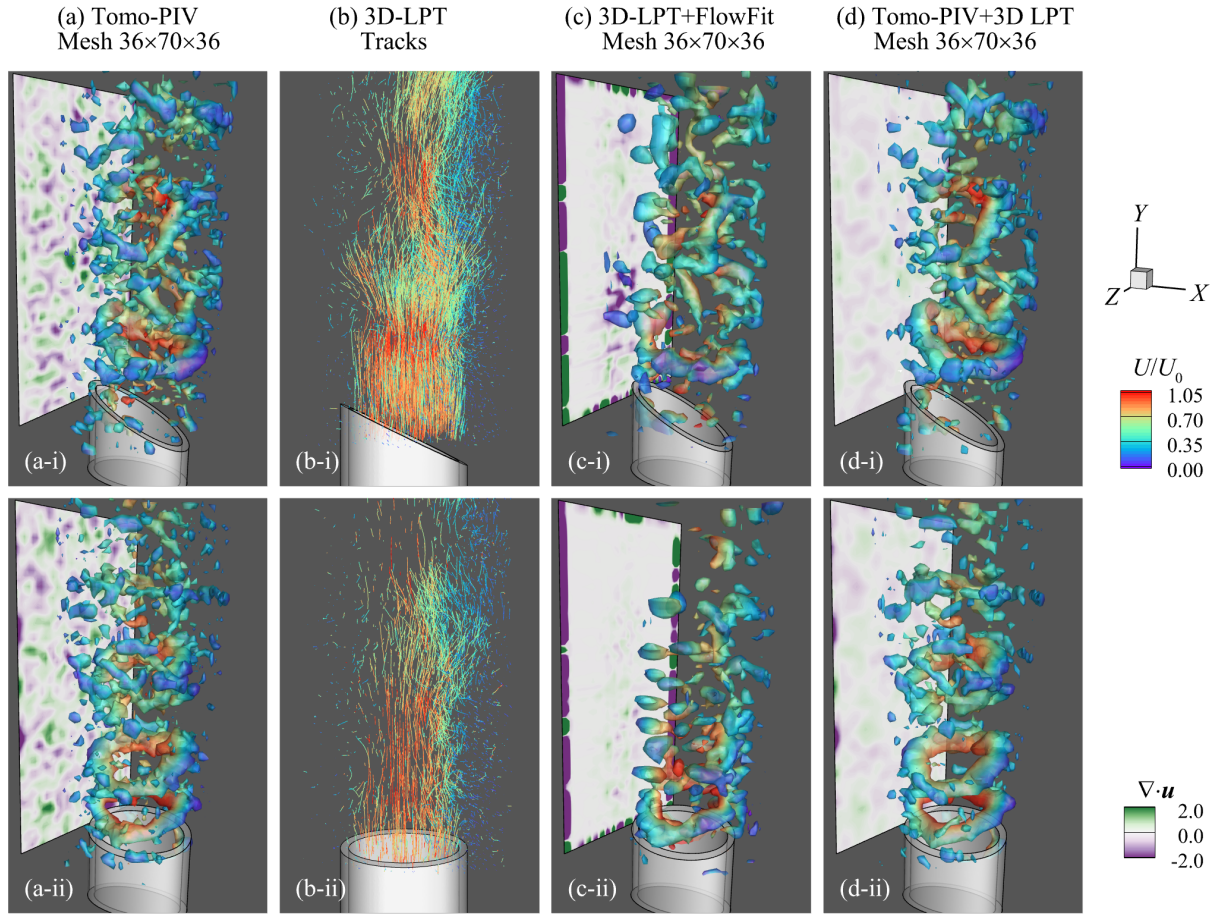 (a) Tomo-PIV
Mesh 36×70×36
(b) 3D-LPT
Tracks
(c) 3D-LPT+FlowFit
Mesh 36×70×36
(d) Tomo-PIV+3D LPT
Mesh 36×70×36
(a-i)
(b-i)
(c-i)
(d-i)
Y
Z
X
U/U₀
1.05
0.70
0.35
0.00
(a-ii)
(b-ii)
(c-ii)
(d-ii)
∇·u
2.0
0.0
-2.0